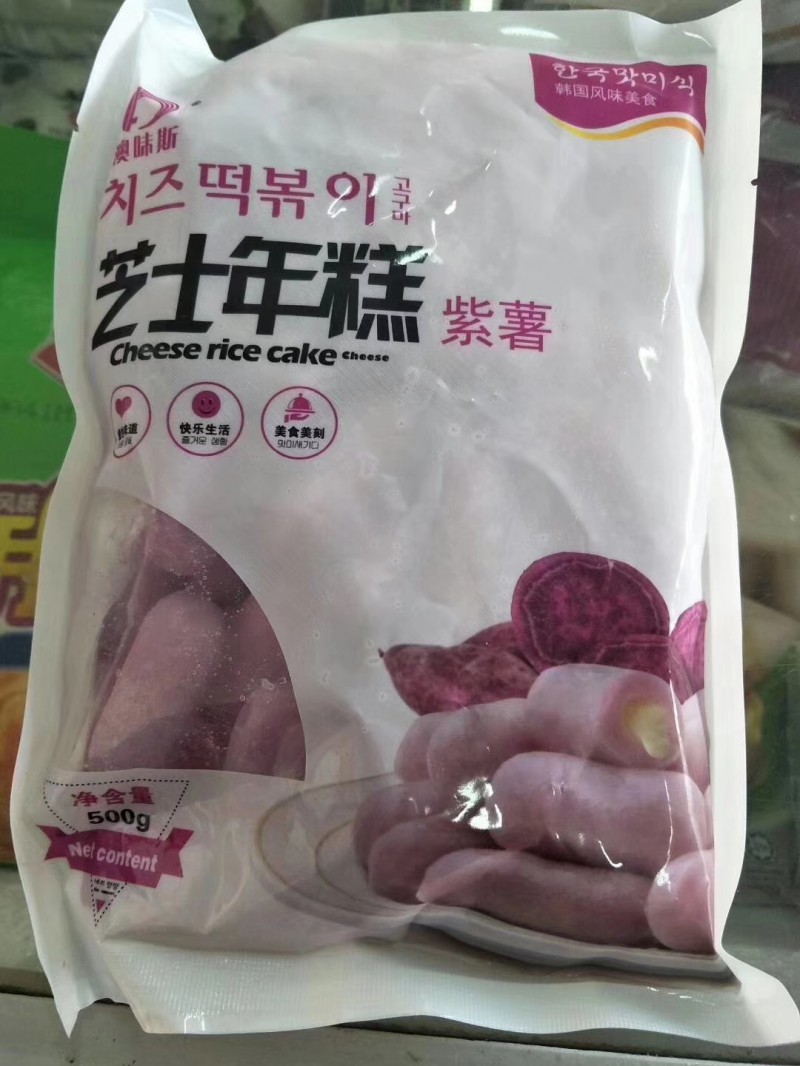 한국맛미식
韩国风味美食
澳味斯
치즈 떡볶이 고구마
芝士年糕 紫薯
Cheese rice cake Cheese
快乐生活
美食美刻
净含量
500g
Net content
风味